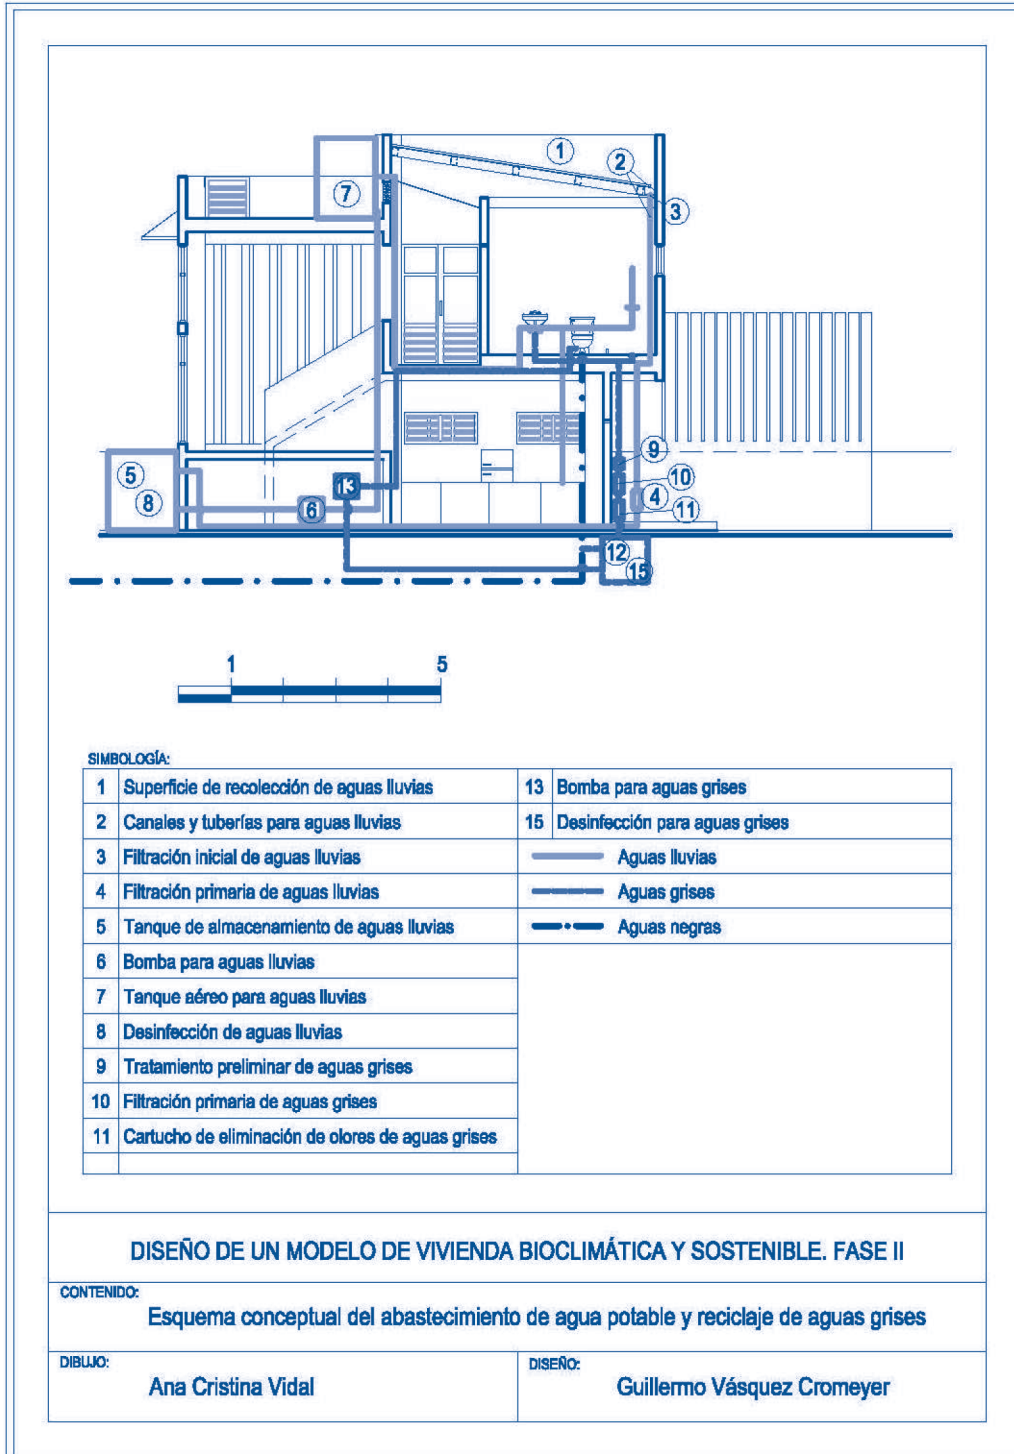 1
2
7
3
5
8
13
6
9
10
4
11
12
15
1 5
SIMBOLOGÍA:
1 Superficie de recolección de aguas lluvias
2 Canales y tuberías para aguas lluvias
3 Filtración inicial de aguas lluvias
4 Filtración primaria de aguas lluvias
5 Tanque de almacenamiento de aguas lluvias
6 Bomba para aguas lluvias
7 Tanque aéreo para aguas lluvias
8 Desinfección de aguas lluvias
9 Tratamiento preliminar de aguas grises
10 Filtración primaria de aguas grises
11 Cartucho de eliminación de olores de aguas grises
13 Bomba para aguas grises
15 Desinfección para aguas grises
Aguas lluvias
Aguas grises
Aguas negras
DISEÑO DE UN MODELO DE VIVIENDA BIOCLIMÁTICA Y SOSTENIBLE. FASE II
CONTENIDO:
Esquema conceptual del abastecimiento de agua potable y reciclaje de aguas grises
DIBUJO:
Ana Cristina Vidal
DISEÑO:
Guillermo Vásquez Cromeyer